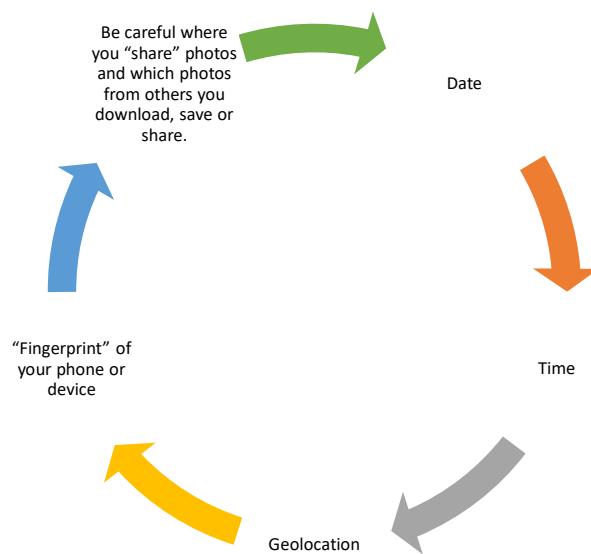 Be careful where
you “share” photos
and which photos
from others you
download, save or
share.
Date
Time
Geolocation
“Fingerprint” of
your phone or
device